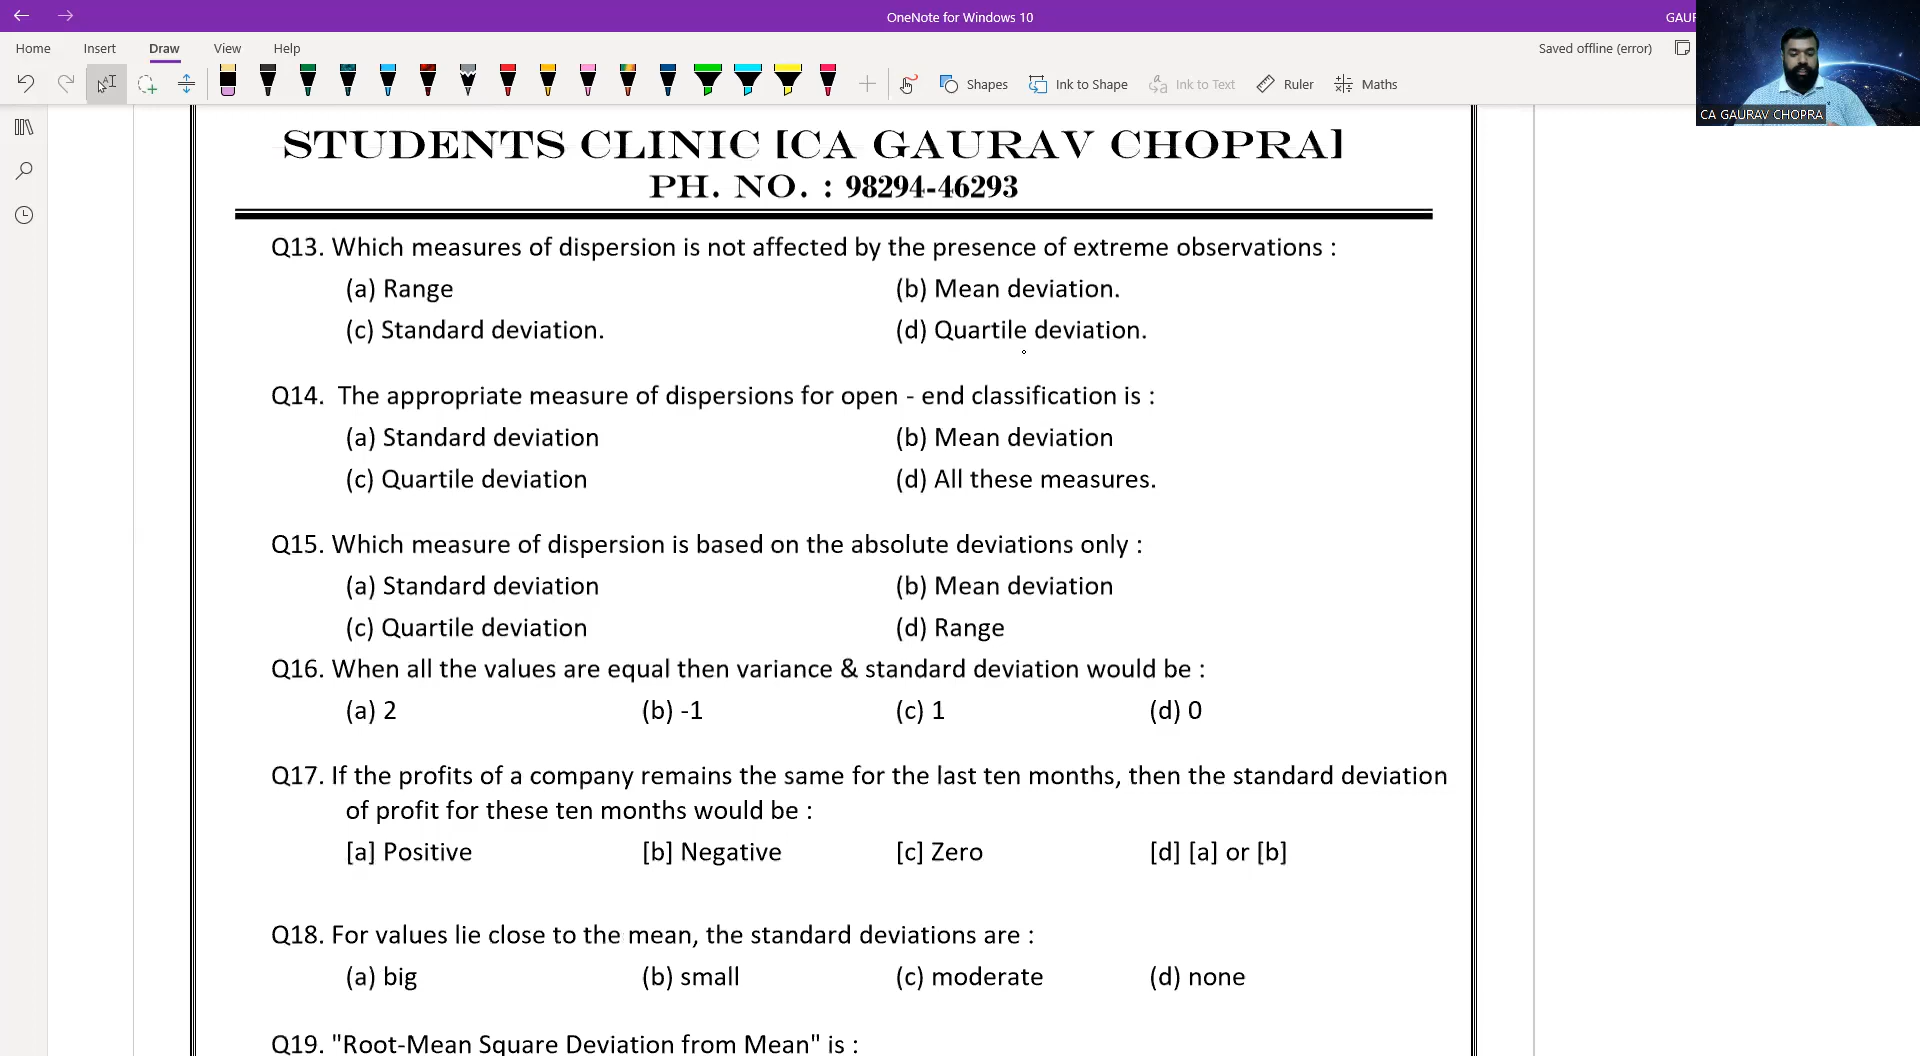 OneNote for Windows 10
Home Insert Draw View Help Saved offline (error)
Shapes Ink to Shape Ink to Text Ruler Maths
CA GAURAV CHOPRA
STUDENTS CLINIC [CA GAURAV CHOPRA]
PH. NO. : 98294-46293
Q13. Which measures of dispersion is not affected by the presence of extreme observations :
(a) Range (b) Mean deviation.
(c) Standard deviation. (d) Quartile deviation.
Q14. The appropriate measure of dispersions for open - end classification is :
(a) Standard deviation (b) Mean deviation
(c) Quartile deviation (d) All these measures.
Q15. Which measure of dispersion is based on the absolute deviations only :
(a) Standard deviation (b) Mean deviation
(c) Quartile deviation (d) Range
Q16. When all the values are equal then variance & standard deviation would be :
(a) 2 (b) -1 (c) 1 (d) 0
Q17. If the profits of a company remains the same for the last ten months, then the standard deviation
of profit for these ten months would be :
[a] Positive [b] Negative [c] Zero [d] [a] or [b]
Q18. For values lie close to the mean, the standard deviations are :
(a) big (b) small (c) moderate (d) none
Q19. "Root-Mean Square Deviation from Mean" is :